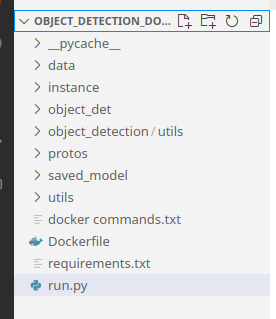 OBJECT_DETECTION_DO...
__pycache__
data
instance
object_det
object_detection / utils
protos
saved_model
utils
docker commands.txt
Dockerfile
requirements.txt
run.py